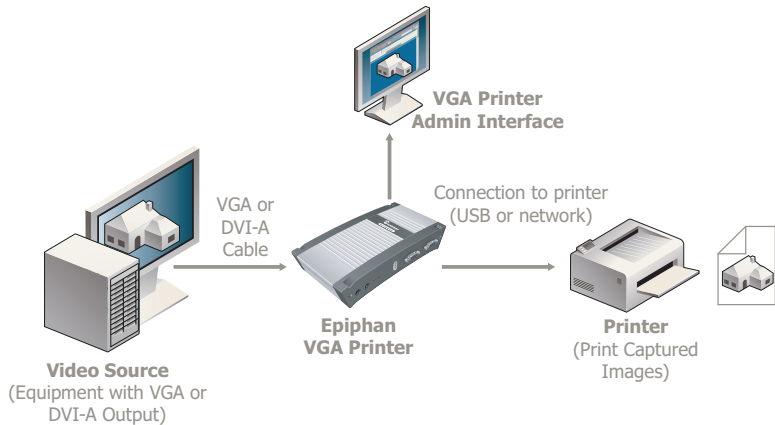 VGA Printer
Admin Interface
VGA or
DVI-A
Cable
Connection to printer
(USB or network)
Epiphan
VGA Printer
Printer
(Print Captured
Images)
Video Source
(Equipment with VGA or
DVI-A Output)